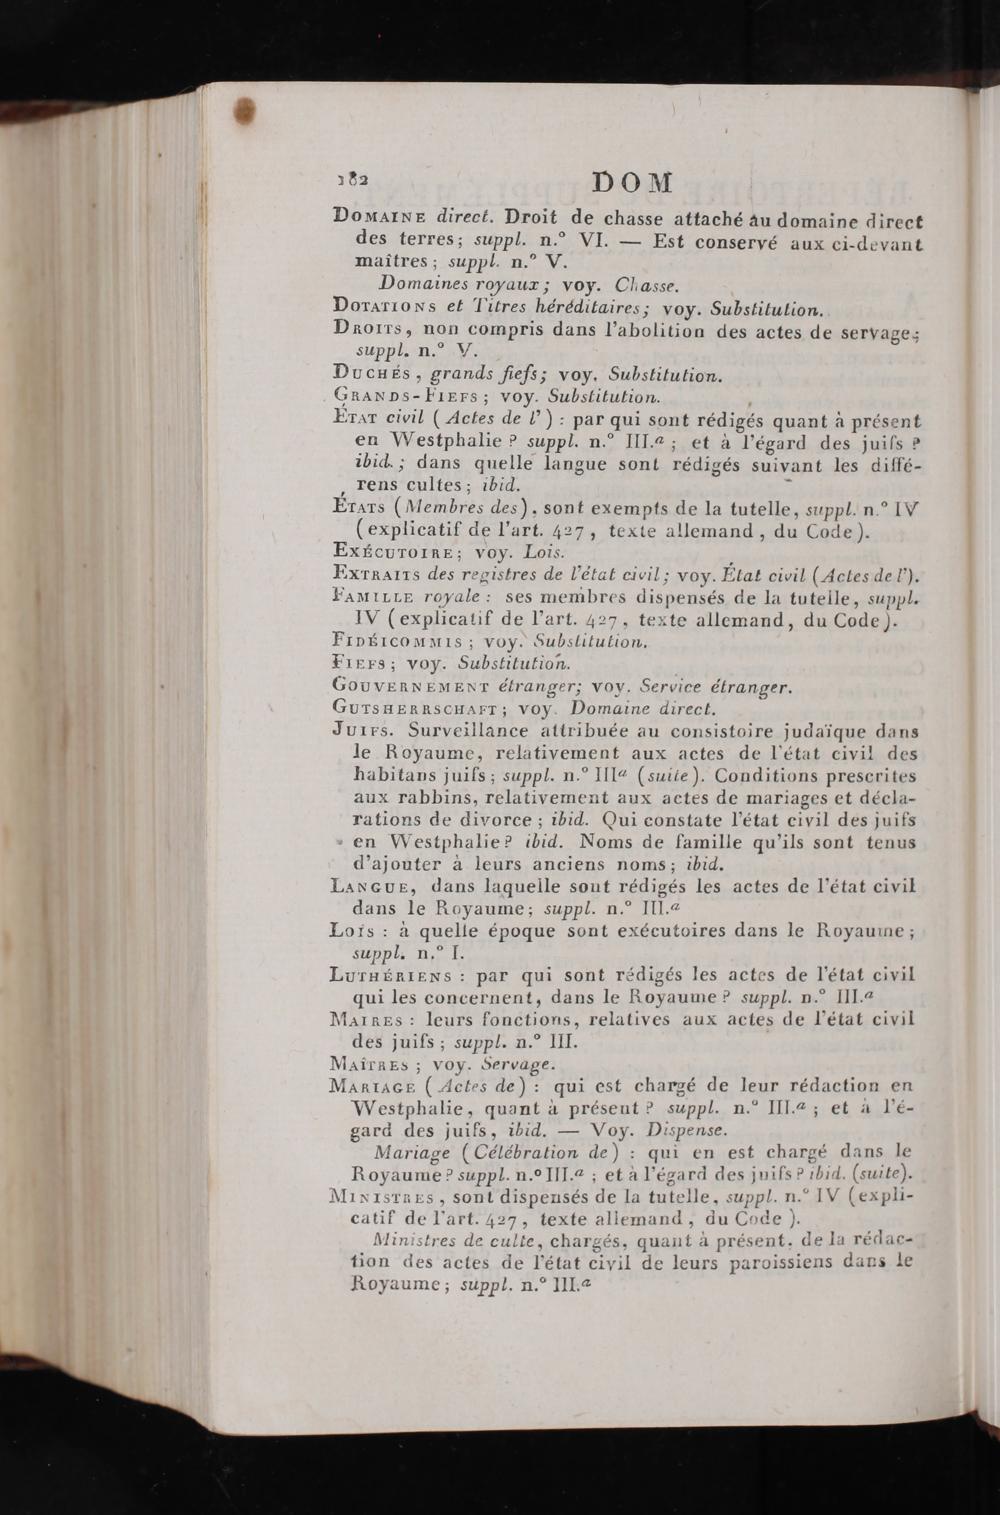 182 DOM
DOMAINE direct. Droit de chasse attaché au domaine direct
des terres; suppl. n.° VI. — Est conservé aux ci-devant
maîtres; suppl. n.° V.
Domaines royaux; voy. Chasse.
DOTATIONS et Titres héréditaires; voy. Substitution.
DROITS, non compris dans l'abolition des actes de servage;
suppl. n.° V.
DUCHÉS, grands fiefs; voy. Substitution.
GRANDS-FIEFS; voy. Substitution.
ÉTAT civil (Actes de l'): par qui sont rédigés quant à présent
en Westphalie? suppl. n.° III.a; et à l'égard des juifs?
ibid.; dans quelle langue sont rédigés suivant les diffé-
rens cultes; ibid.
ÉTATS (Membres des), sont exempts de la tutelle, suppl. n.° IV
(explicatif de l'art. 427, texte allemand, du Code).
EXÉCUTOIRE; voy. Lois.
EXTRAITS des registres de l'état civil; voy. État civil (Actes de l').
FAMILLE royale: ses membres dispensés de la tutelle, suppl.
IV (explicatif de l'art. 427, texte allemand, du Code).
FIDÉICOMMIS; voy. Substitution.
FIEFS; voy. Substitution.
GOUVERNEMENT étranger; voy. Service étranger.
GUTSHERRSCHAFT; voy. Domaine direct.
JUIFS. Surveillance attribuée au consistoire judaïque dans
le Royaume, relativement aux actes de l'état civil des
habitans juifs; suppl. n.° IIIa (suite). Conditions prescrites
aux rabbins, relativement aux actes de mariages et décla-
rations de divorce; ibid. Qui constate l'état civil des juifs
en Westphalie? ibid. Noms de famille qu'ils sont tenus
d'ajouter à leurs anciens noms; ibid.
LANGUE, dans laquelle sont rédigés les actes de l'état civil
dans le Royaume; suppl. n.° III.a
LOIS: à quelle époque sont exécutoires dans le Royaume;
suppl. n.° I.
LUTHÉRIENS: par qui sont rédigés les actes de l'état civil
qui les concernent, dans le Royaume? suppl. n.° III.a
MAIRES: leurs fonctions, relatives aux actes de l'état civil
des juifs; suppl. n.° III.
MAÎTRES; voy. Servage.
MARIAGE (Actes de): qui est chargé de leur rédaction en
Westphalie, quant à présent? suppl. n.° III.a; et à l'é-
gard des juifs, ibid. — Voy. Dispense.
Mariage (Célébration de): qui en est chargé dans le
Royaume? suppl. n.° III.a; et à l'égard des juifs? ibid. (suite).
MINISTRES, sont dispensés de la tutelle, suppl. n.° IV (expli-
catif de l'art. 427, texte allemand, du Code).
Ministres de culte, chargés, quant à présent, de la rédac-
tion des actes de l'état civil de leurs paroissiens dans le
Royaume; suppl. n.° III.a